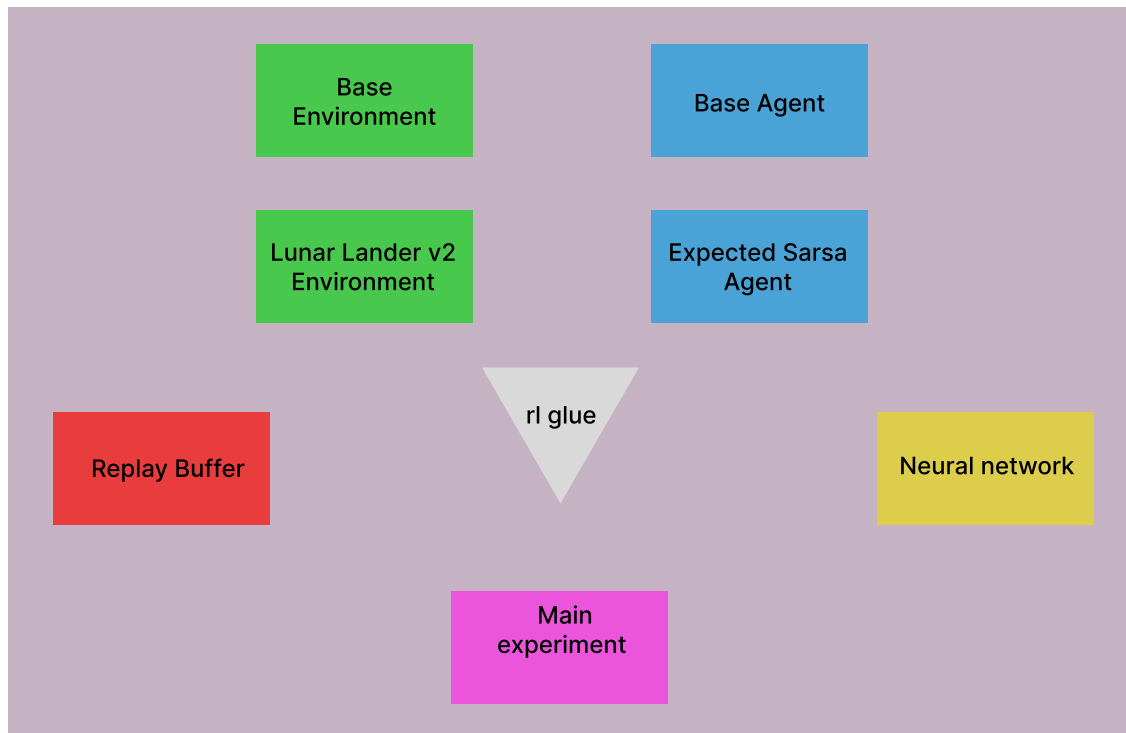 Base
Environment
Base Agent
Lunar Lander v2
Environment
Expected Sarsa
Agent
rl glue
Replay Buffer
Neural network
Main
experiment